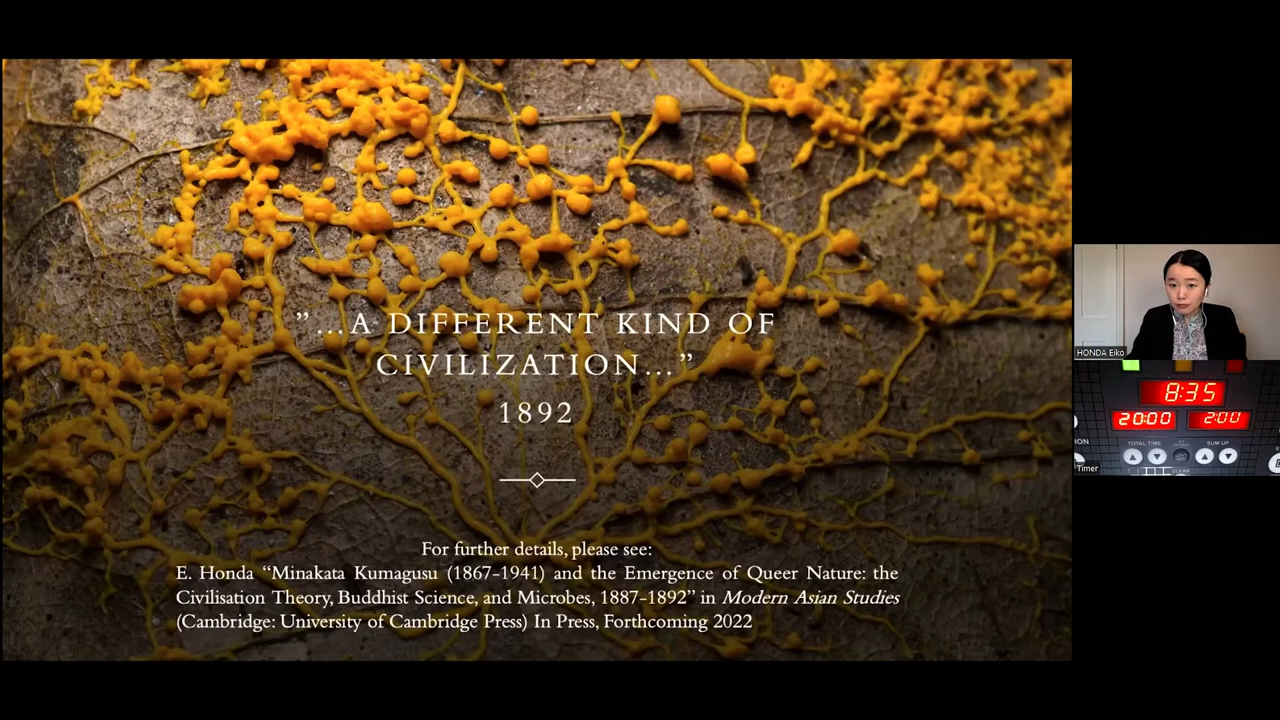 ”...A DIFFERENT KIND OF
CIVILIZATION...”
1892
For further details, please see:
E. Honda “Minakata Kumagusu (1867-1941) and the Emergence of Queer Nature: the
Civilisation Theory, Buddhist Science, and Microbes, 1887-1892” in Modern Asian Studies
(Cambridge: University of Cambridge Press) In Press, Forthcoming 2022
HONDA Eiko
8:35
20:00 2:00
TOTAL TIME SUM-UP
CLEAR
Timer